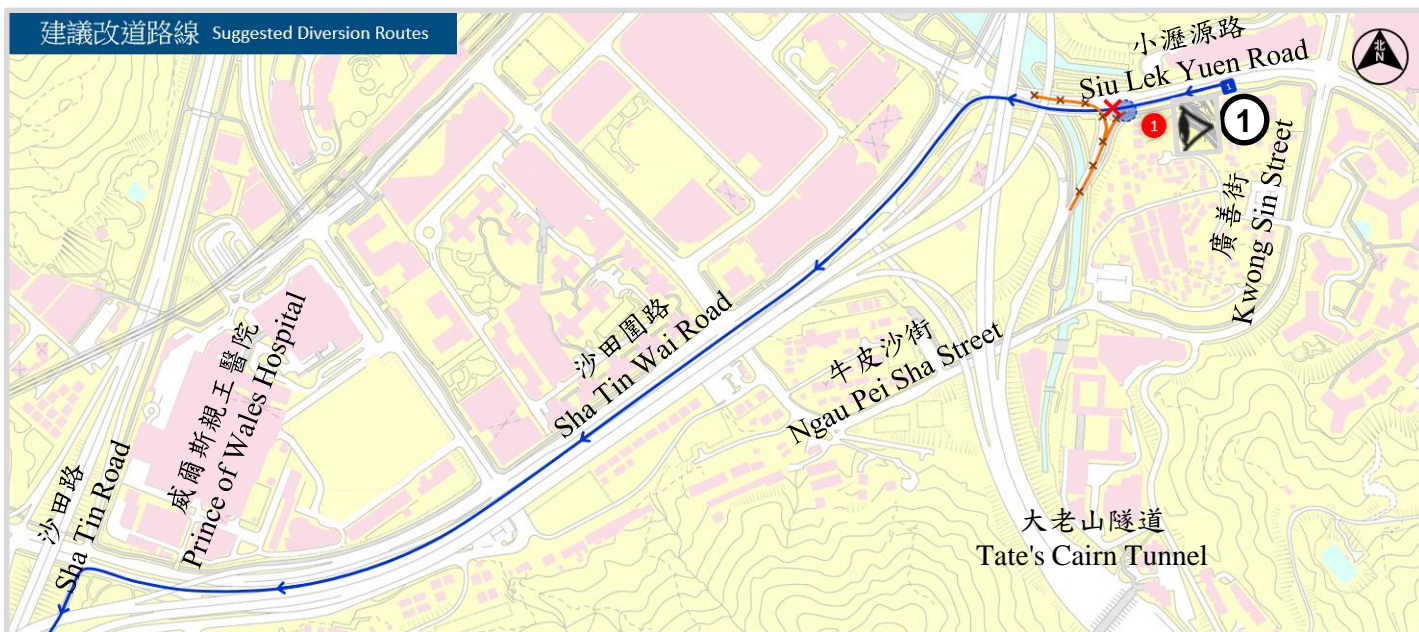 建議改道路線 Suggested Diversion Routes
北
N
小瀝源路
Siu Lek Yuen Road
1
1
1
廣善街
Kwong Sin Street
沙田圍路
Sha Tin Wai Road
牛皮沙街
Ngau Pei Sha Street
威爾斯親王醫院
Prince of Wales Hospital
沙田路
Sha Tin Road
大老山隧道
Tate's Cairn Tunnel